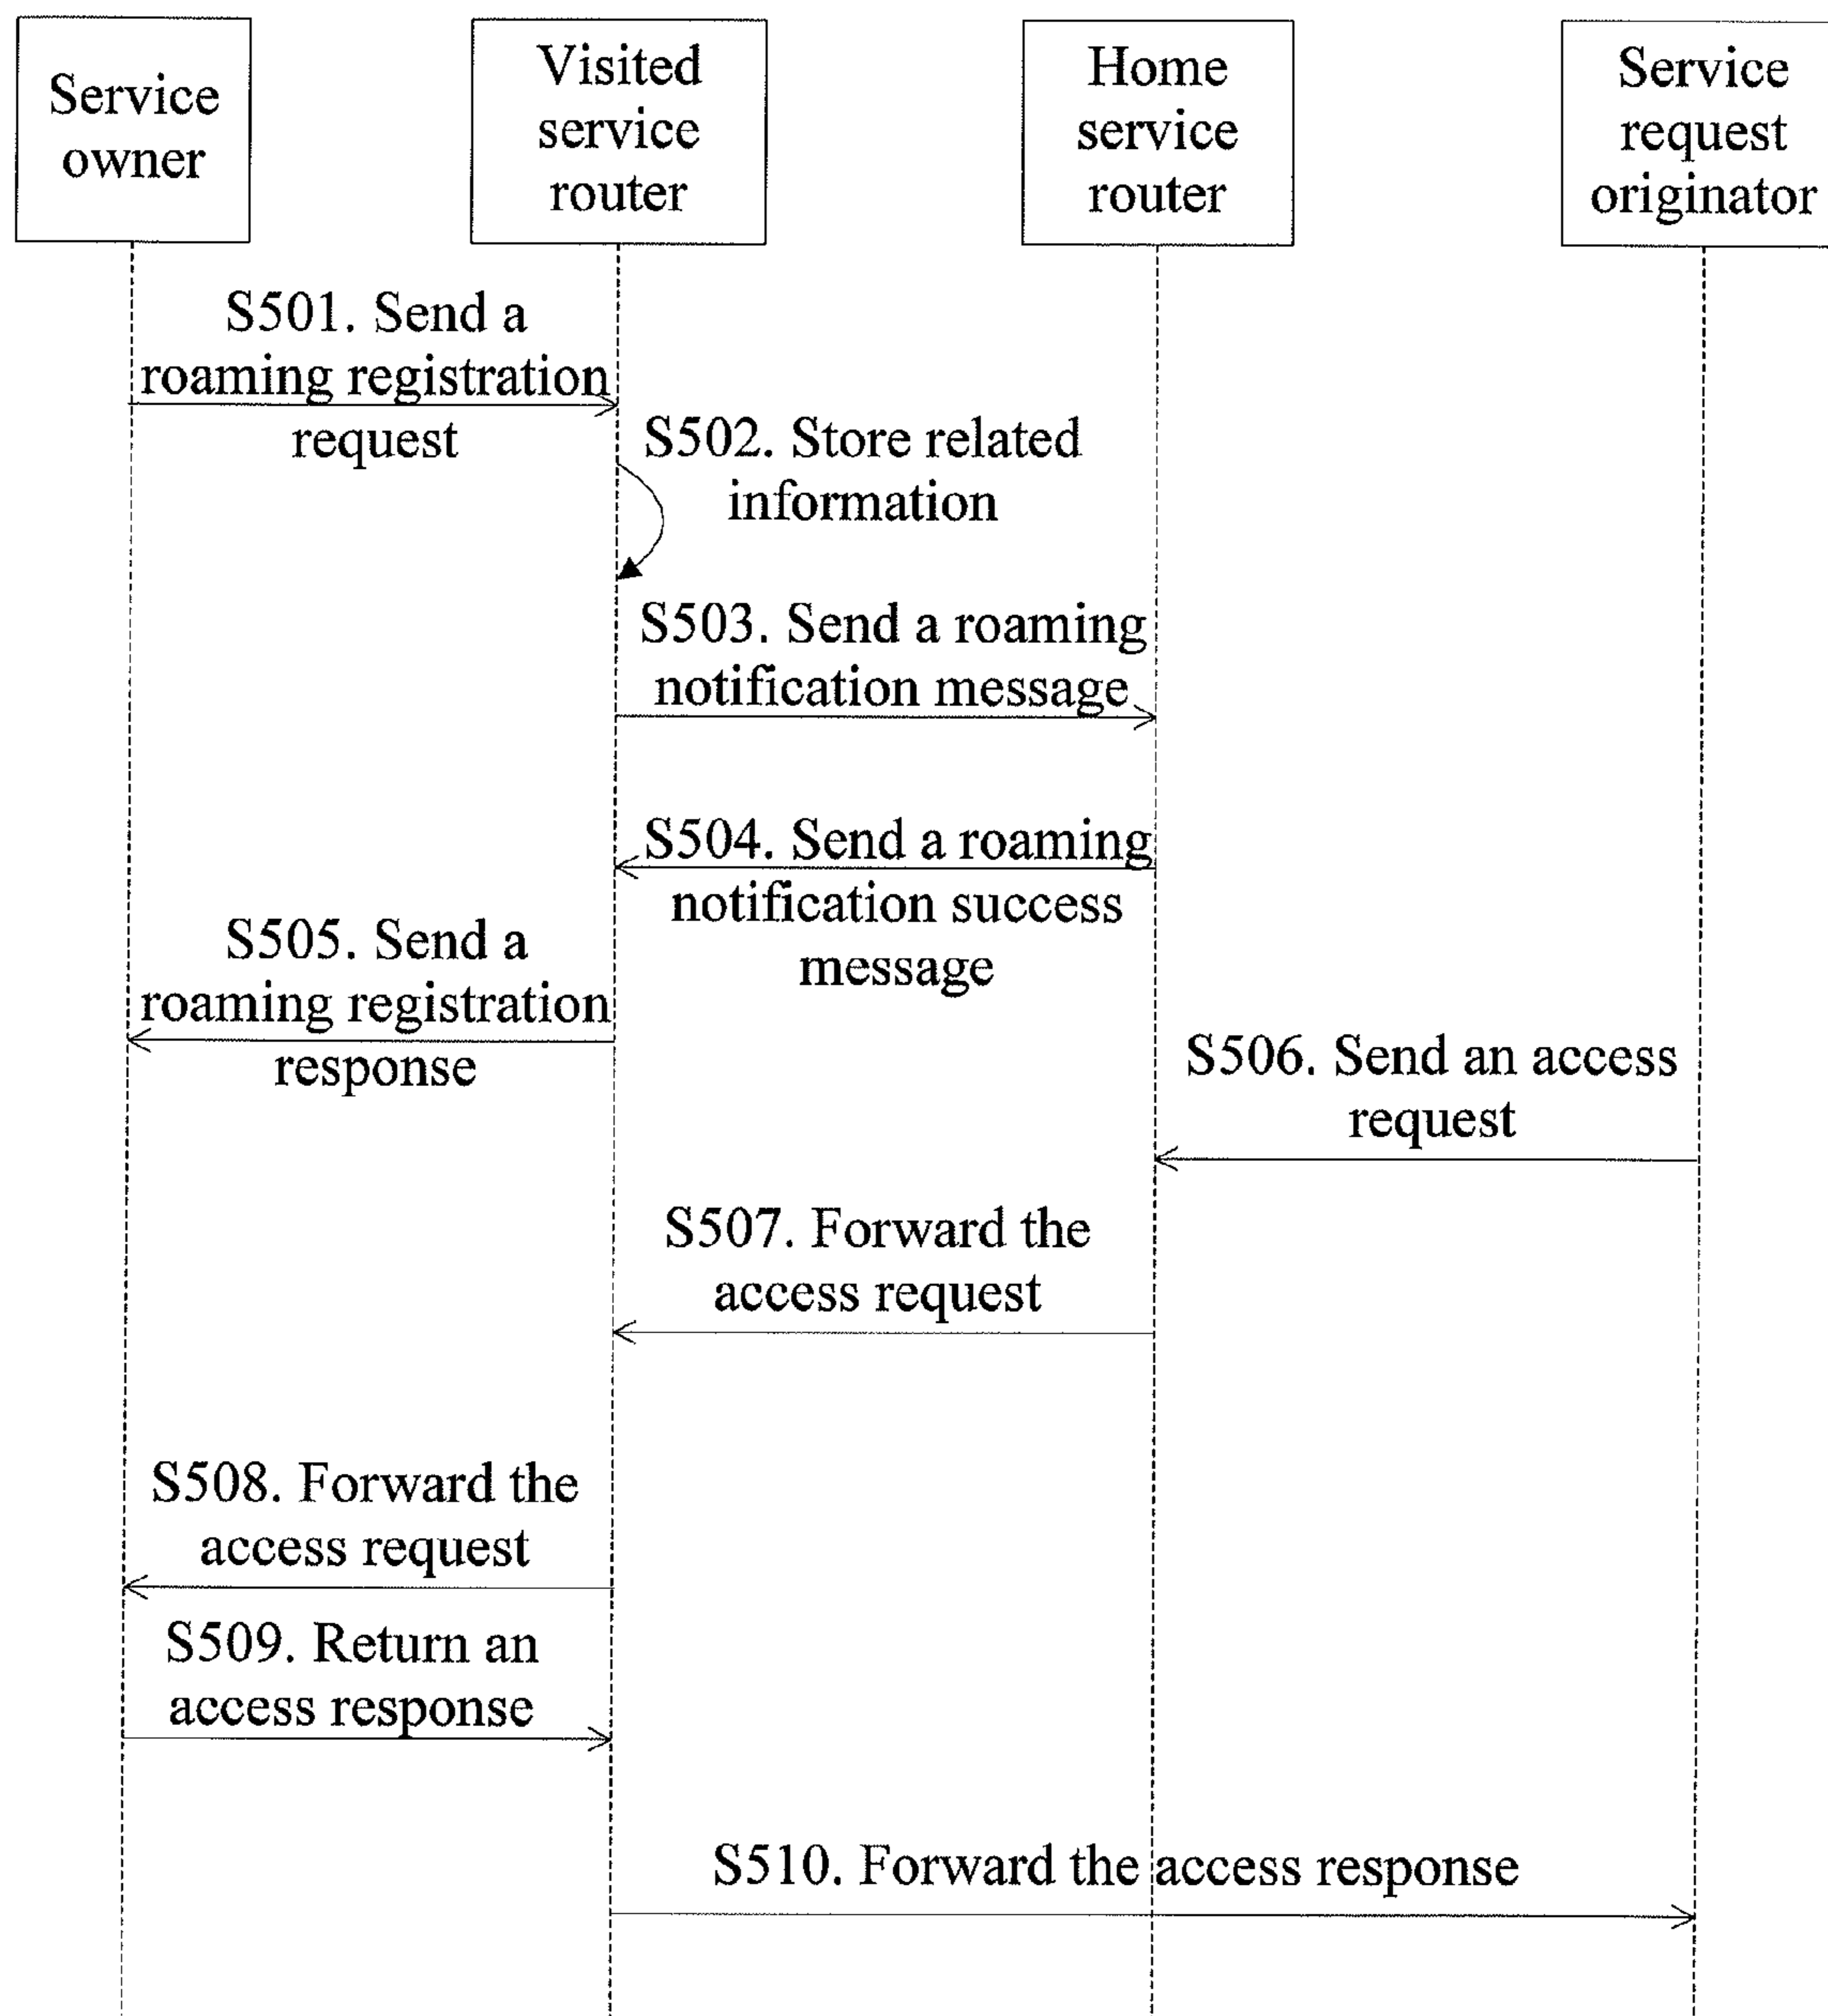 Service
owner
Visited
service
router
Home
service
router
Service
request
originator
S501. Send a
roaming registration
request
S502. Store related
information
S503. Send a roaming
notification message
S504. Send a roaming
notification success
message
S505. Send a
roaming registration
response
S506. Send an access
request
S507. Forward the
access request
S508. Forward the
access request
S509. Return an
access response
S510. Forward the access response